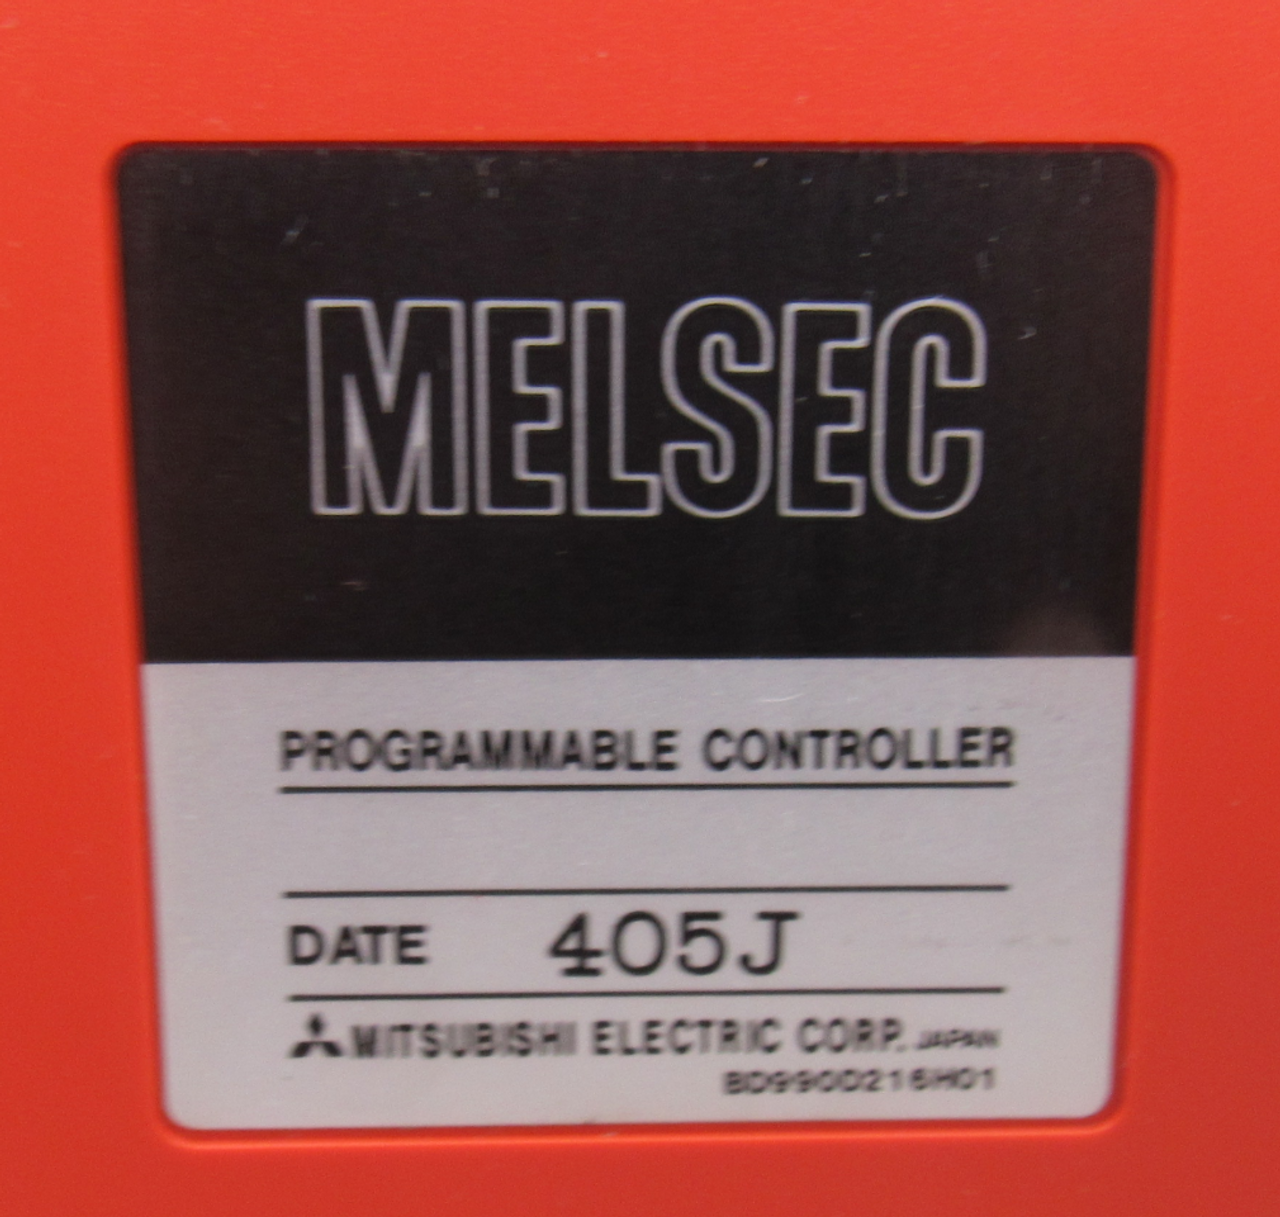 MELSEC
PROGRAMMABLE CONTROLLER
DATE 405J
MITSUBISHI ELECTRIC CORP. JAPAN
BD990D216H01